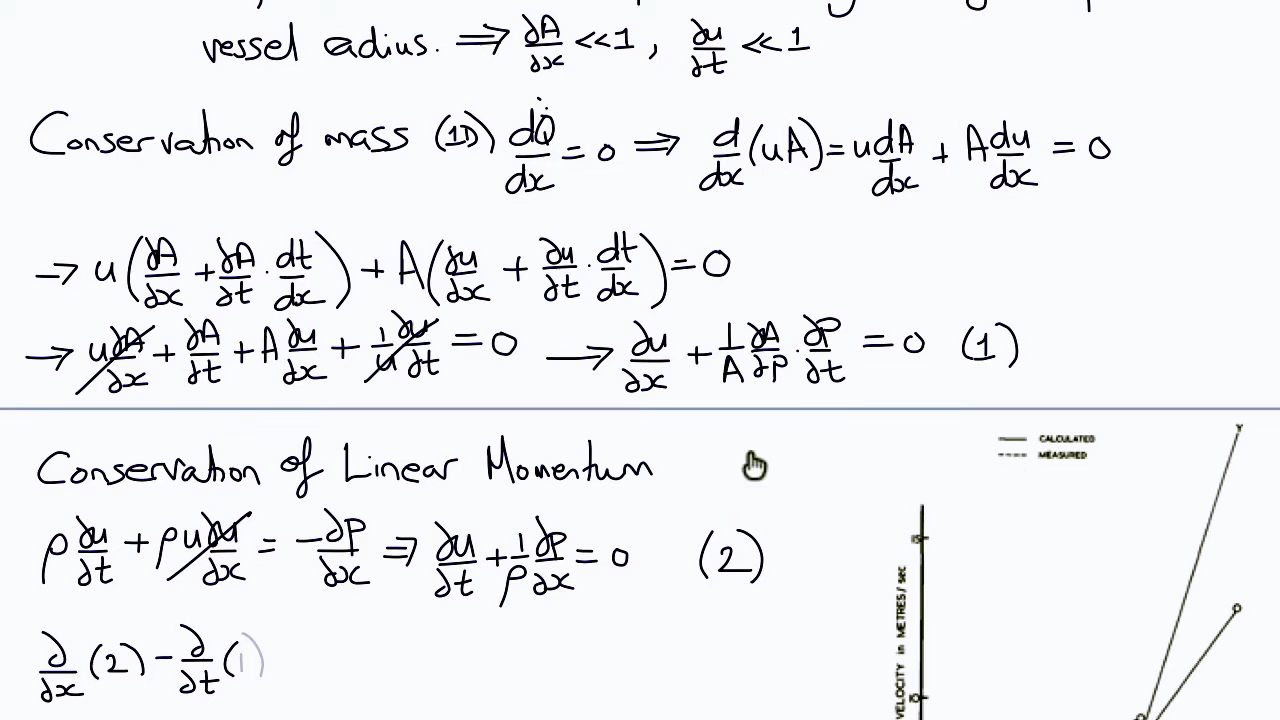 vessel radius. ⟹ ∂A/∂x <<1 , ∂u/∂t <<1
Conservation of mass (1D) dQ̇/dx = 0 ⟹ d/dx (uA) = u dA/dx + A du/dx = 0
→ u(∂A/∂x + ∂A/∂t · dt/dx) + A(∂u/∂x + ∂u/∂t · dt/dx) = 0
→ u ∂A/∂x + ∂A/∂t + A ∂u/∂x + 1/u ∂u/∂t = 0 → ∂u/∂x + 1/A ∂A/∂P · ∂P/∂t = 0 (1)
Conservation of Linear Momentum
ρ ∂u/∂t + ρu ∂u/∂x = -∂P/∂x ⟹ ∂u/∂t + 1/ρ ∂P/∂x = 0 (2)
∂/∂x (2) - ∂/∂t (1)
CALCULATED
MEASURED
Y
15
10
VELOCITY in METRES/sec